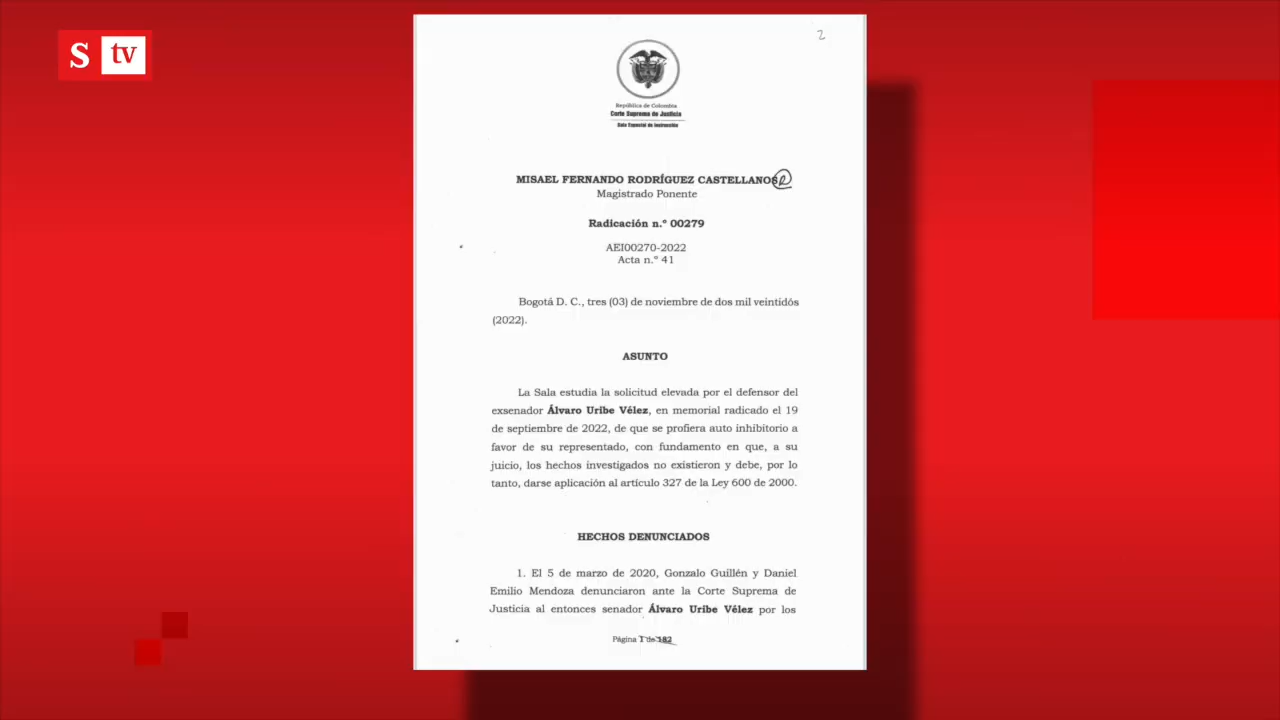 S tv
2
República de Colombia
Corte Suprema de Justicia
Sala Especial de Instrucción
MISAEL FERNANDO RODRÍGUEZ CASTELLANOS
Magistrado Ponente
Radicación n.° 00279
AEI00270-2022
Acta n.° 41
Bogotá D. C., tres (03) de noviembre de dos mil veintidós
(2022).
ASUNTO
La Sala estudia la solicitud elevada por el defensor del
exsenador Álvaro Uribe Vélez, en memorial radicado el 19
de septiembre de 2022, de que se profiera auto inhibitorio a
favor de su representado, con fundamento en que, a su
juicio, los hechos investigados no existieron y debe, por lo
tanto, darse aplicación al artículo 327 de la Ley 600 de 2000.
HECHOS DENUNCIADOS
1. El 5 de marzo de 2020, Gonzalo Guillén y Daniel
Emilio Mendoza denunciaron ante la Corte Suprema de
Justicia al entonces senador Álvaro Uribe Vélez por los
Página 1 de 182